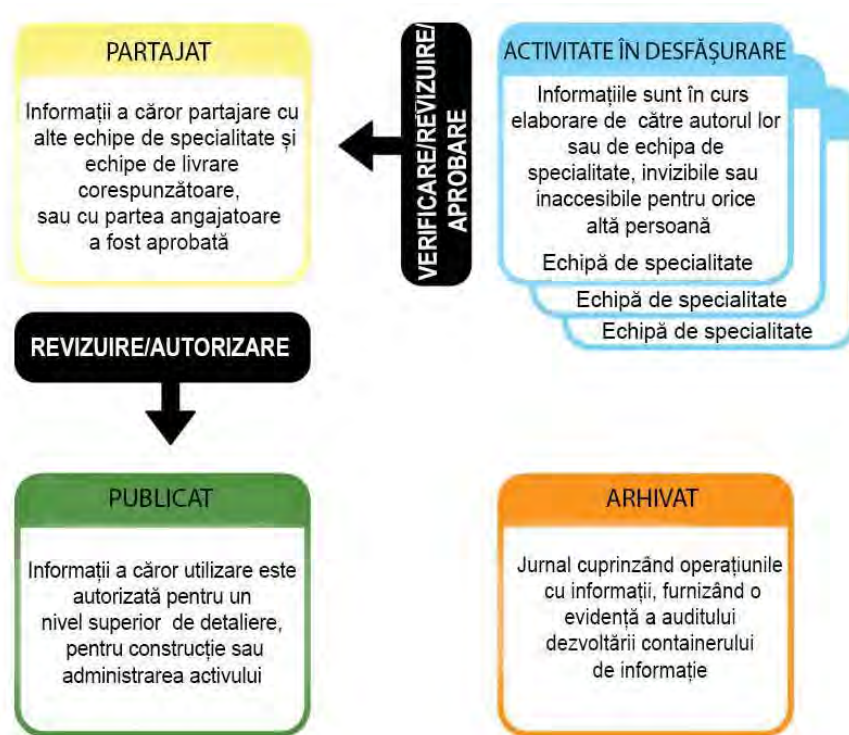 PARTAJAT
Informații a căror partajare cu
alte echipe de specialitate și
echipe de livrare
corespunzătoare,
sau cu partea angajatoare
a fost aprobată
VERIFICARE/REVIZUIRE/
APROBARE
ACTIVITATE ÎN DESFĂȘURARE
Informațiile sunt în curs
elaborare de către autorul lor
sau de echipa de
specialitate, invizibile sau
inaccesibile pentru orice
altă persoană
Echipă de specialitate
Echipă de specialitate
Echipă de specialitate
REVIZUIRE/AUTORIZARE
PUBLICAT
Informații a căror utilizare este
autorizată pentru un
nivel superior de detaliere,
pentru construcție sau
administrarea activului
ARHIVAT
Jurnal cuprinzând operațiunile
cu informații, furnizând o
evidență a auditului
dezvoltării containerului
de informație